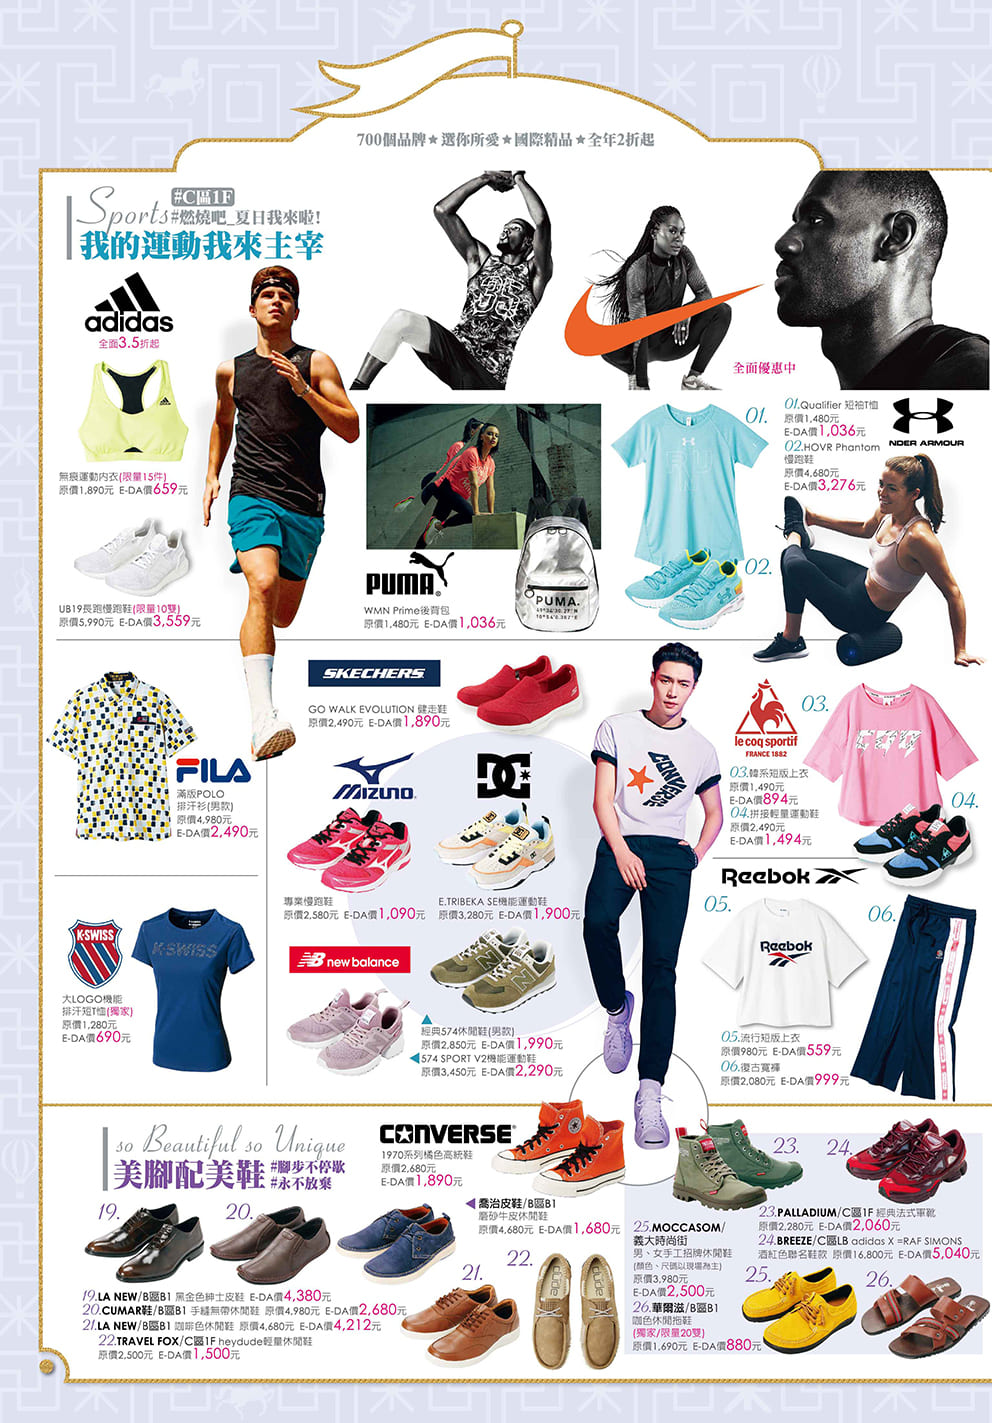 700個品牌★選你所愛★國際精品★全年2折起
#C區1F
Sports#燃燒吧_夏日我來啦!
我的運動我來主宰
adidas
全面3.5折起
無痕運動內衣(限量15件)
原價1,890元 E-DA價659元
UB19長跑慢跑鞋(限量10雙)
原價5,990元 E-DA價3,559元
全面優惠中
PUMA
WMN Prime後背包
原價1,480元 E-DA價1,036元
PUMA.
01.
02.
01.Qualifier 短袖T恤
原價1,480元
E-DA價1,036元
02.HOVR Phantom
慢跑鞋
原價4,680元
E-DA價3,276元
NDER ARMOUR
FILA
滿版POLO
排汗衫(男款)
原價4,980元
E-DA價2,490元
SKECHERS
GO WALK EVOLUTION 健走鞋
原價2,490元 E-DA價1,890元
MIZUNO
專業慢跑鞋
原價2,580元 E-DA價1,090元
DC
E.TRIBEKA SE機能運動鞋
原價3,280元 E-DA價1,900元
CONVERSE
le coq sportif
FRANCE 1882
03.
03.韓系短版上衣
原價1,490元
E-DA價894元
04.拼接輕量運動鞋
原價2,490元
E-DA價1,494元
04.
K·SWISS
K-SWISS
大LOGO機能
排汗短T恤(獨家)
原價1,280元
E-DA價690元
NB new balance
經典574休閒鞋(男款)
原價2,850元 E-DA價1,990元
574 SPORT V2機能運動鞋
原價3,450元 E-DA價2,290元
Reebok
05.
Reebok
06.
05.流行短版上衣
原價980元 E-DA價559元
06.復古寬褲
原價2,080元 E-DA價999元
so Beautiful so Unique
美腳配美鞋 #腳步不停歇
#永不放棄
CONVERSE
1970系列橘色高統鞋
原價2,680元
E-DA價1,890元
喬治皮鞋/B區B1
磨砂牛皮休閒鞋
原價4,680元 E-DA價1,680元
19.
20.
21.
22.
19.LA NEW/B區B1 黑金色紳士皮鞋 E-DA價4,380元
20.CUMAR鞋/B區B1 手縫無帶休閒鞋 原價4,980元 E-DA價2,680元
21.LA NEW/B區B1 咖啡色休閒鞋 原價4,680元 E-DA價4,212元
22.TRAVEL FOX/C區1F heydude輕量休閒鞋
原價2,500元 E-DA價1,500元
23.
24.
23.PALLADIUM/C區1F 經典法式軍靴
原價2,280元 E-DA價2,060元
24.BREEZE/C區LB adidas X =RAF SIMONS
酒紅色聯名鞋款 原價16,800元 E-DA價5,040元
25.MOCCASOM/
義大時尚街
男、女手工招牌休閒鞋
(顏色、尺碼以現場為主)
原價3,980元
E-DA價2,500元
26.華爾滋/B區B1
咖色休閒拖鞋
(獨家/限量20雙)
原價1,690元 E-DA價880元
25.
26.